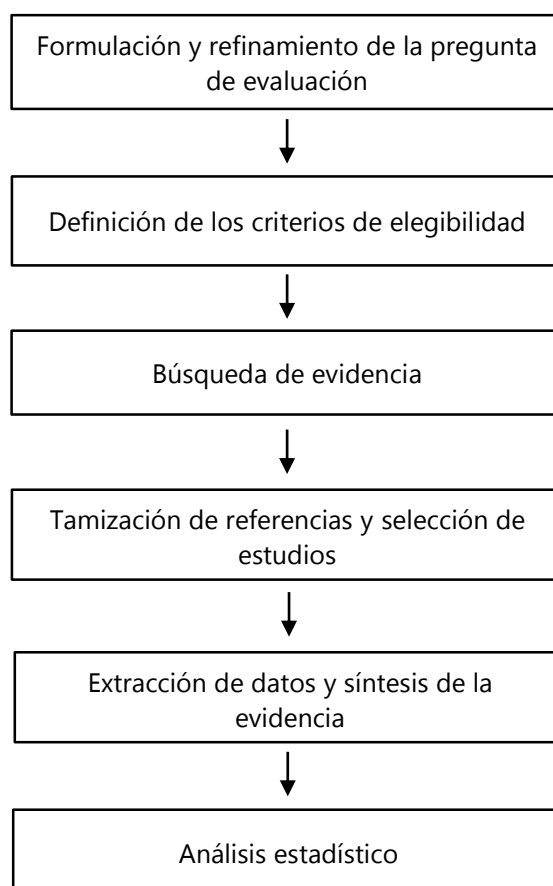 Formulación y refinamiento de la pregunta
de evaluación
Definición de los criterios de elegibilidad
Búsqueda de evidencia
Tamización de referencias y selección de
estudios
Extracción de datos y síntesis de la
evidencia
Análisis estadístico